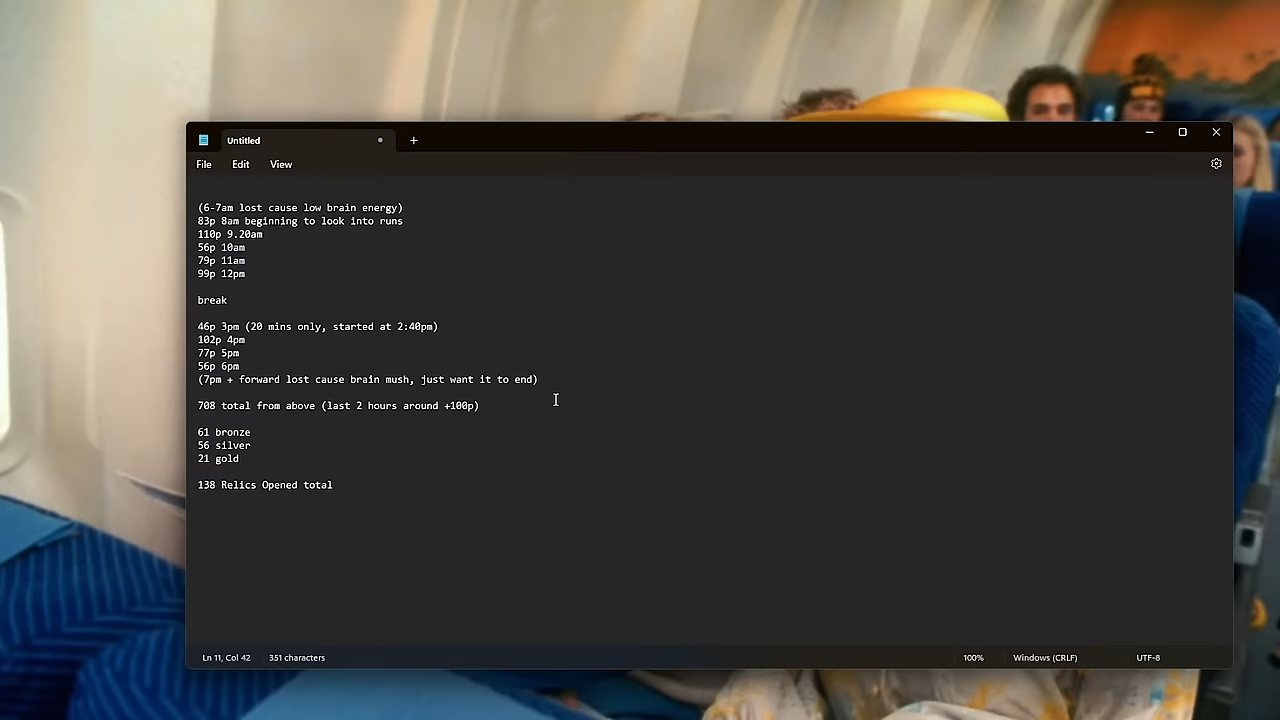 Untitled
File Edit View
(6-7am lost cause low brain energy)
83p 8am beginning to look into runs
110p 9.20am
56p 10am
79p 11am
99p 12pm
break
46p 3pm (20 mins only, started at 2:40pm)
102p 4pm
77p 5pm
56p 6pm
(7pm + forward lost cause brain mush, just want it to end)
708 total from above (last 2 hours around +100p)
61 bronze
56 silver
21 gold
138 Relics Opened total
Ln 11, Col 42 351 characters 100% Windows (CRLF) UTF-8